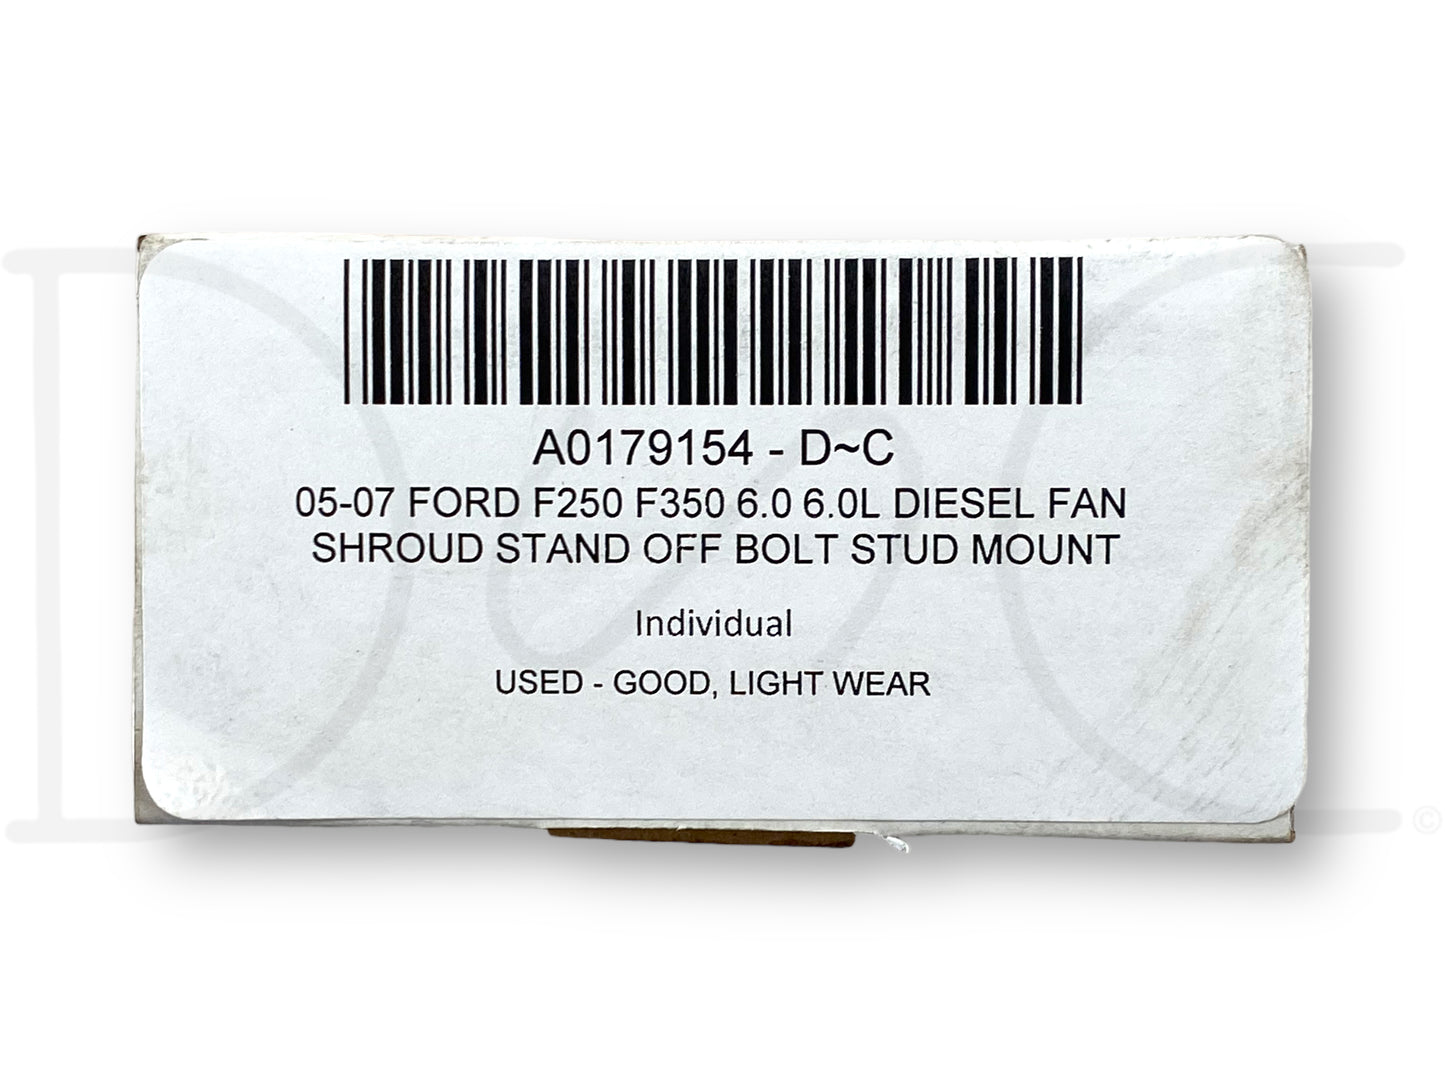 A0179154 - D~C
05-07 FORD F250 F350 6.0 6.0L DIESEL FAN
SHROUD STAND OFF BOLT STUD MOUNT
Individual
USED - GOOD, LIGHT WEAR
D
C
©